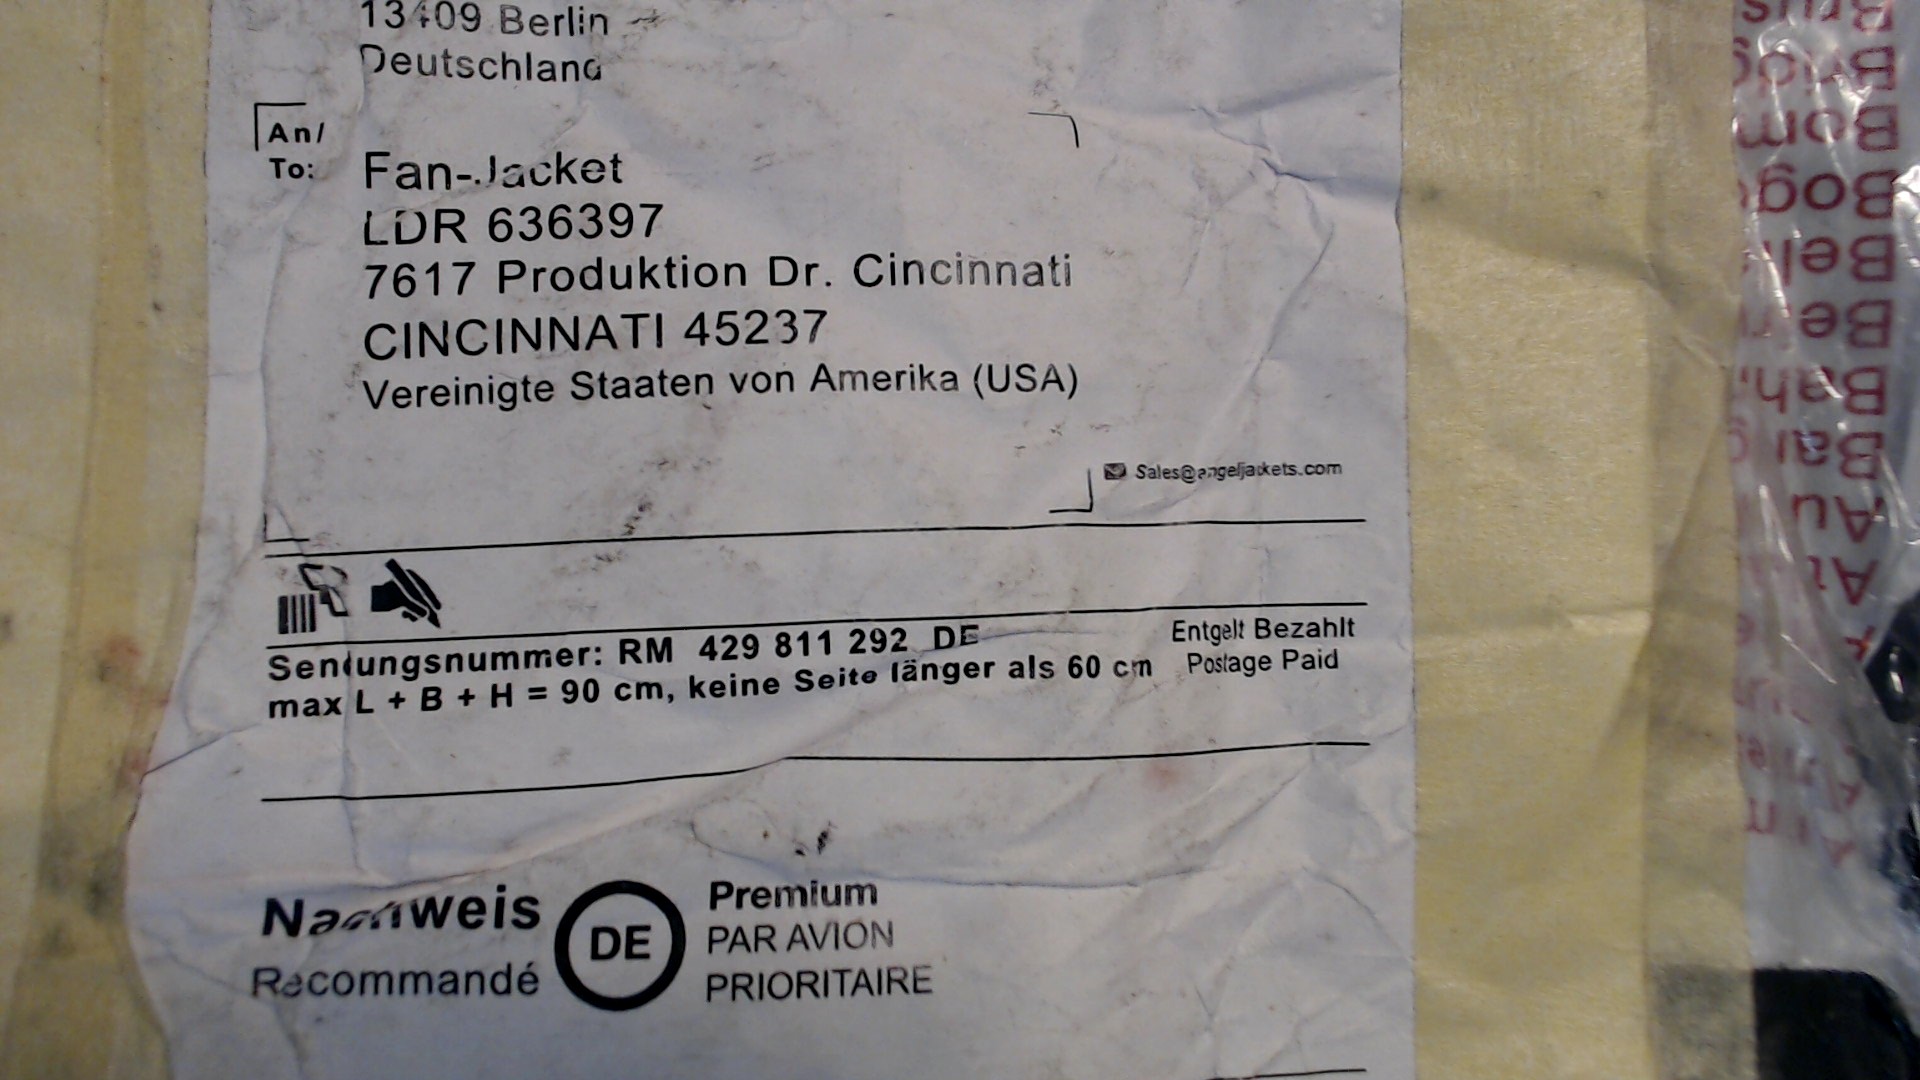 13409 Berlin
Deutschland
An/
To:
Fan-Jacket
LDR 636397
7617 Produktion Dr. Cincinnati
CINCINNATI 45237
Vereinigte Staaten von Amerika (USA)
Sales@angeljackets.com
Sendungsnummer: RM 429 811 292 DE
max L + B + H = 90 cm, keine Seite länger als 60 cm
Entgelt Bezahlt
Postage Paid
Nachweis
Recommandé
DE
Premium
PAR AVION
PRIORITAIRE